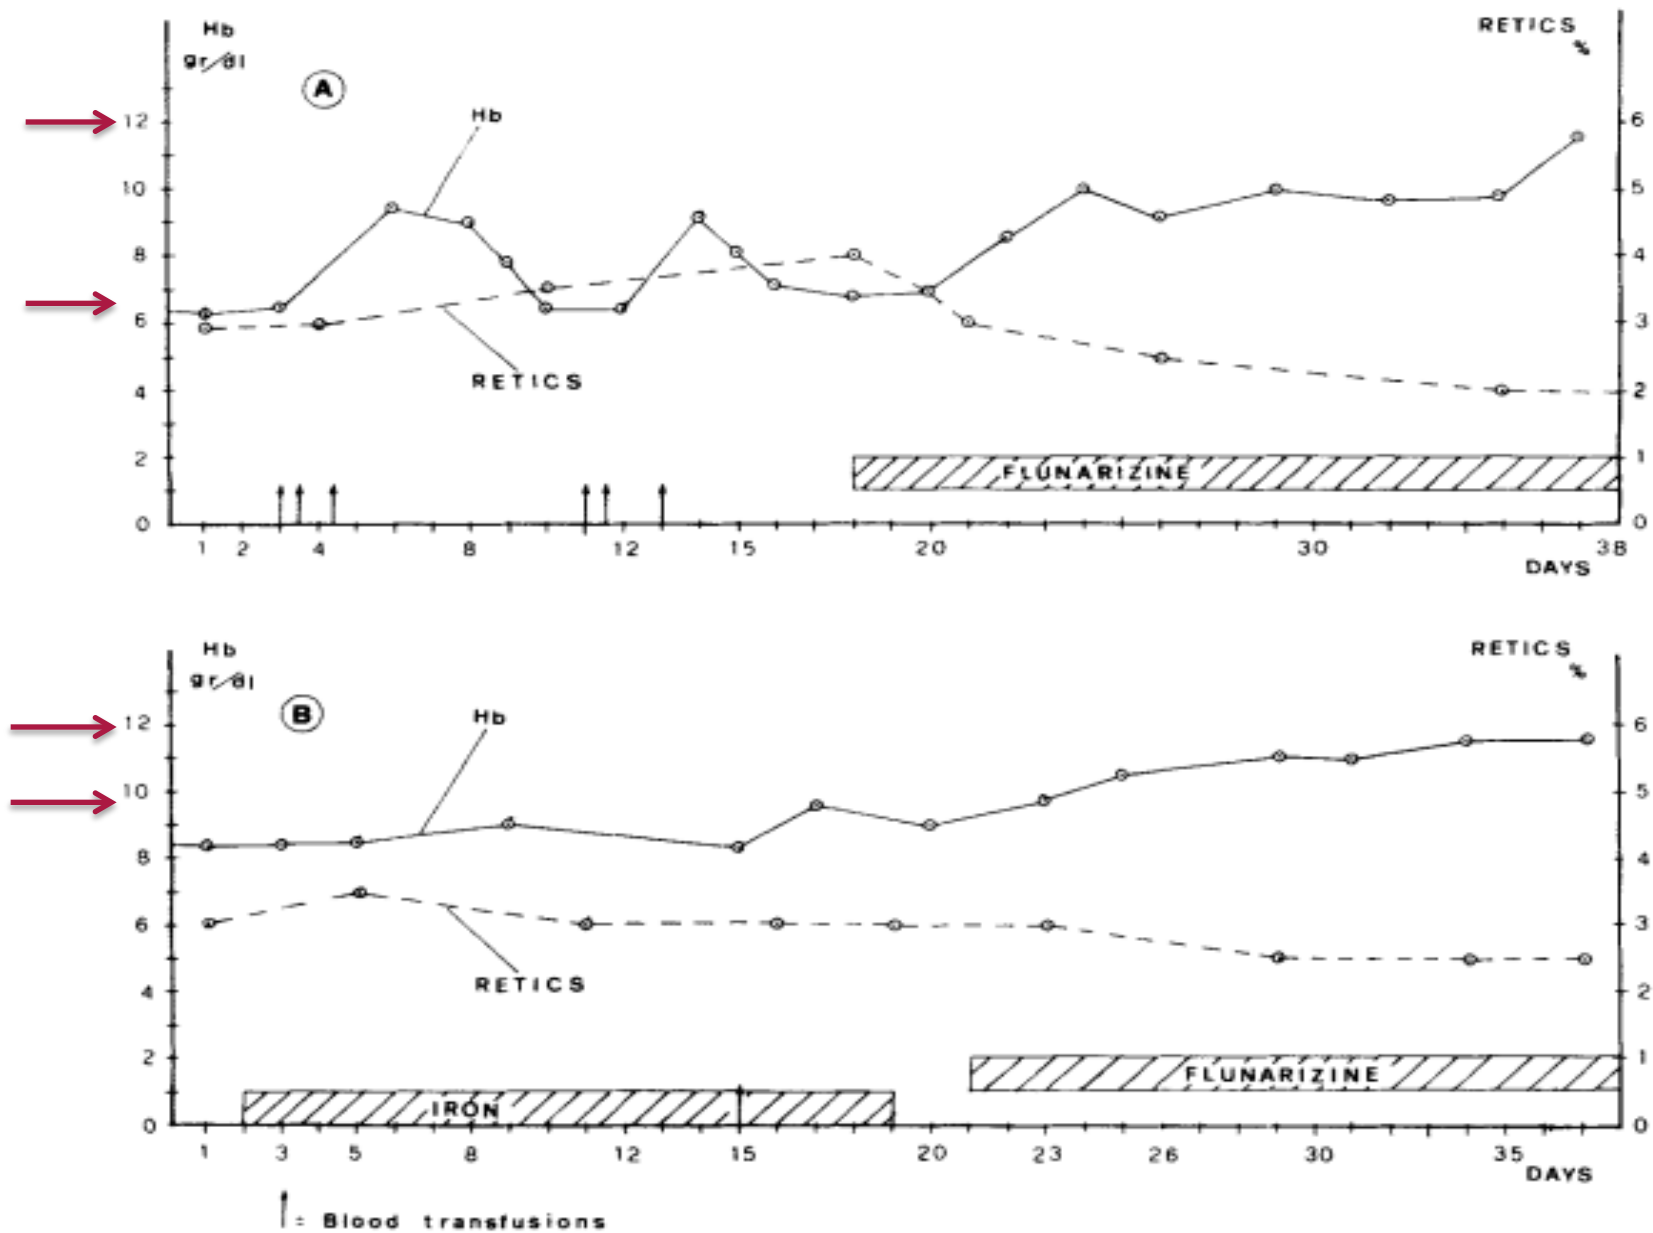 Hb
gr/dl
RETICS
%
A
Hb
12
10
8
6
4
2
0
6
5
4
3
2
1
0
RETICS
FLUNARIZINE
1 2 4 8 12 15 20 30 38
DAYS
Hb
gr/dl
RETICS
%
B
Hb
12
10
8
6
4
2
0
6
5
4
3
2
1
0
RETICS
FLUNARIZINE
IRON
1 3 5 8 12 15 20 23 26 30 35
DAYS
= Blood transfusions